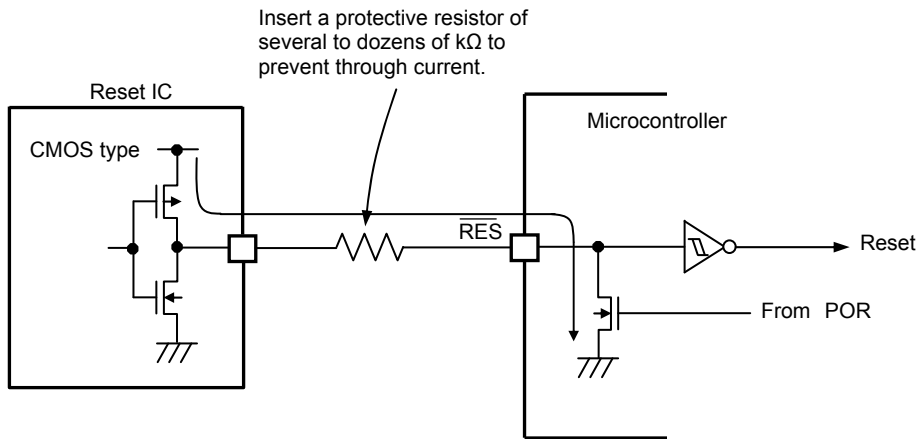 Insert a protective resistor of
several to dozens of kΩ to
prevent through current.
Reset IC
Microcontroller
CMOS type
RES
Reset
From POR